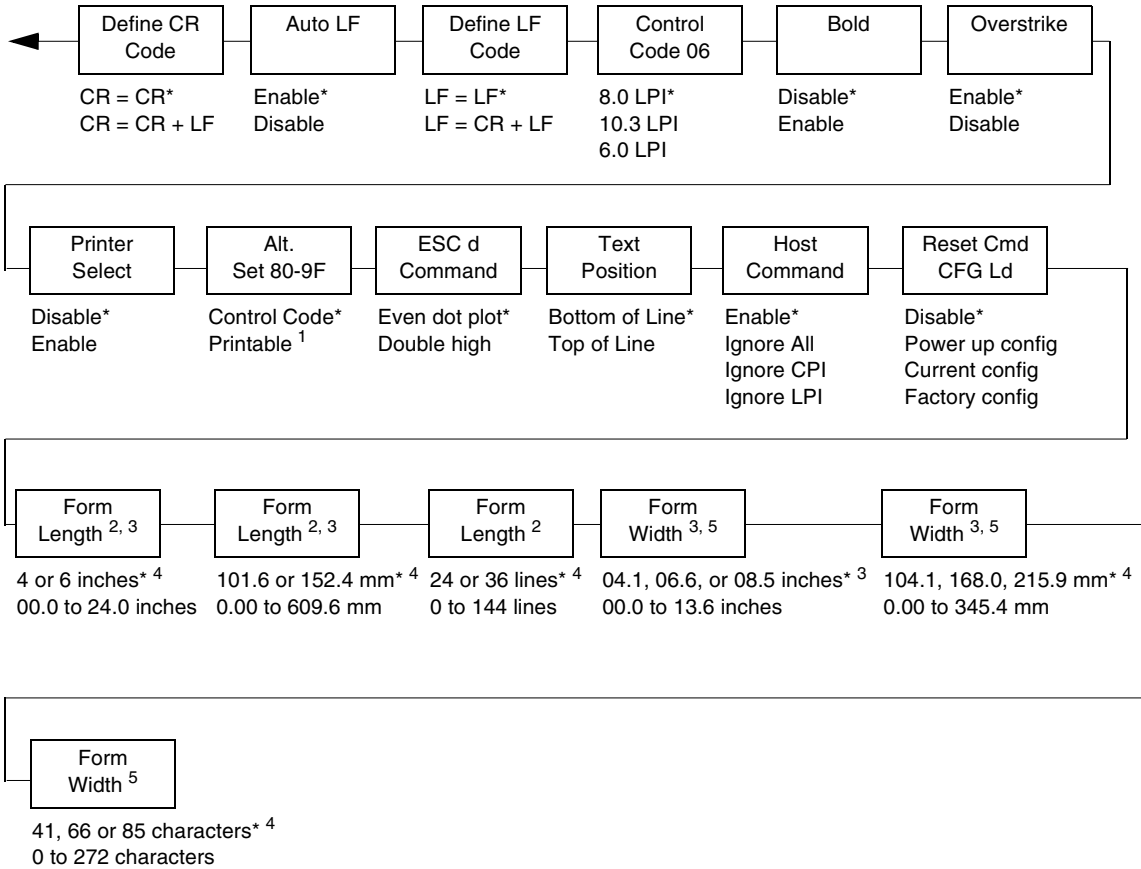 Define CR
Code
CR = CR*
CR = CR + LF
Auto LF
Enable*
Disable
Define LF
Code
LF = LF*
LF = CR + LF
Control
Code 06
8.0 LPI*
10.3 LPI
6.0 LPI
Bold
Disable*
Enable
Overstrike
Enable*
Disable
Printer
Select
Disable*
Enable
Alt.
Set 80-9F
Control Code*
Printable 1
ESC d
Command
Even dot plot*
Double high
Text
Position
Bottom of Line*
Top of Line
Host
Command
Enable*
Ignore All
Ignore CPI
Ignore LPI
Reset Cmd
CFG Ld
Disable*
Power up config
Current config
Factory config
Form
Length 2, 3
4 or 6 inches* 4
00.0 to 24.0 inches
Form
Length 2, 3
101.6 or 152.4 mm* 4
0.00 to 609.6 mm
Form
Length 2
24 or 36 lines* 4
0 to 144 lines
Form
Width 3, 5
04.1, 06.6, or 08.5 inches* 3
00.0 to 13.6 inches
Form
Width 3, 5
104.1, 168.0, 215.9 mm* 4
0.00 to 345.4 mm
Form
Width 5
41, 66 or 85 characters* 4
0 to 272 characters